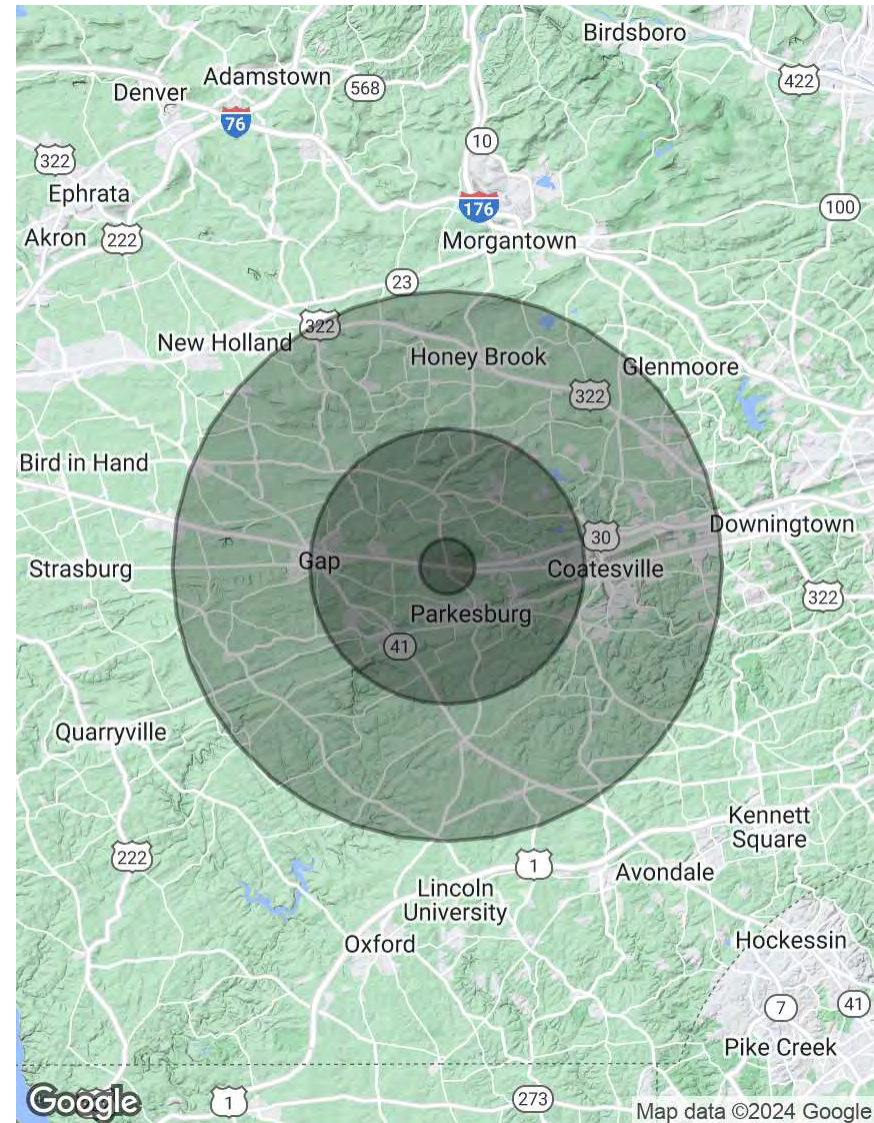 Birdsboro
Adamstown
422
Denver
568
76
10
322
Ephrata
176
100
Akron
222
Morgantown
23
322
New Holland
Honey Brook
Glenmoore
322
Bird in Hand
Downingtown
30
Gap
Strasburg
Coatesville
322
Parkesburg
41
Quarryville
Kennett
Square
222
1
Avondale
Lincoln
University
Oxford
Hockessin
7
41
Pike Creek
Google
1
273
Map data ©2024 Google